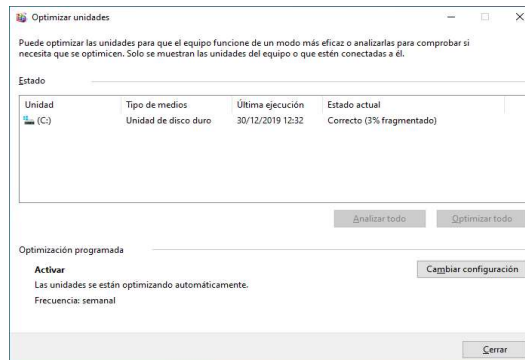 Optimizar unidades
Puede optimizar las unidades para que el equipo funcione de un modo más eficaz o analizarlas para comprobar si
necesita que se optimicen. Solo se muestran las unidades del equipo o que estén conectadas a él.
Estado
Unidad Tipo de medios Última ejecución Estado actual
(C:) Unidad de disco duro 30/12/2019 12:32 Correcto (3% fragmentado)
Analizar todo Optimizar todo
Optimización programada
Activar Cambiar configuración
Las unidades se están optimizando automáticamente.
Frecuencia: semanal
Cerrar